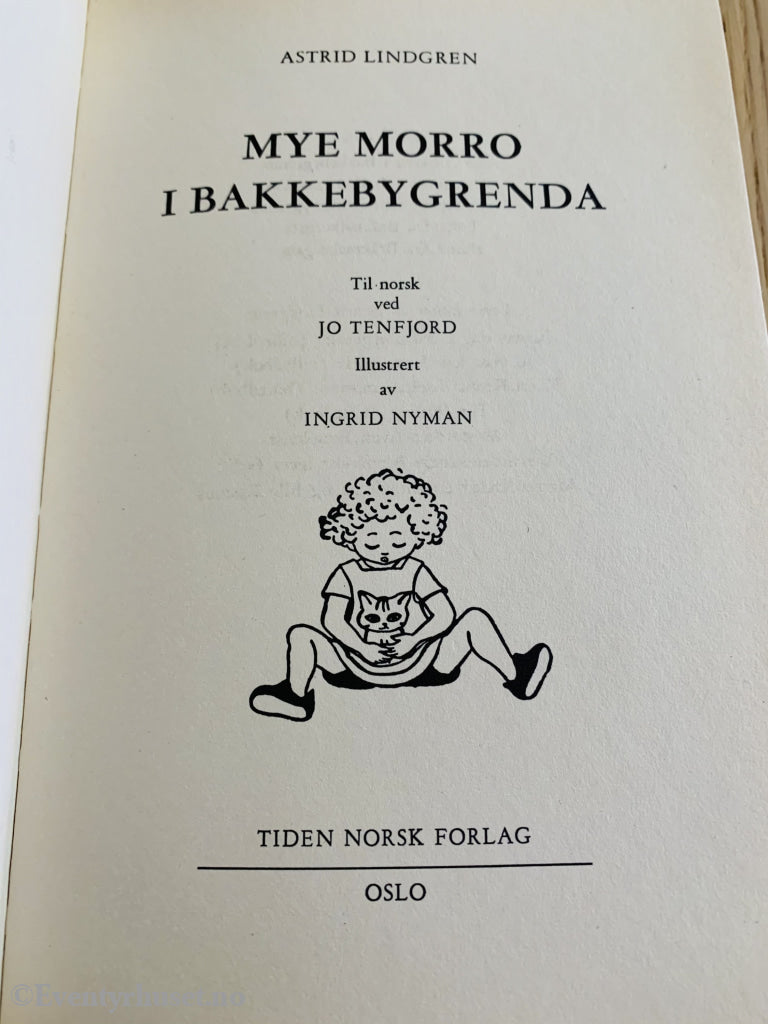 ASTRID LINDGREN
MYE MORRO
I BAKKEBYGRENDA
Til norsk
ved
JO TENFJORD
Illustrert
av
INGRID NYMAN
TIDEN NORSK FORLAG
OSLO
©Eventyrhuset.no